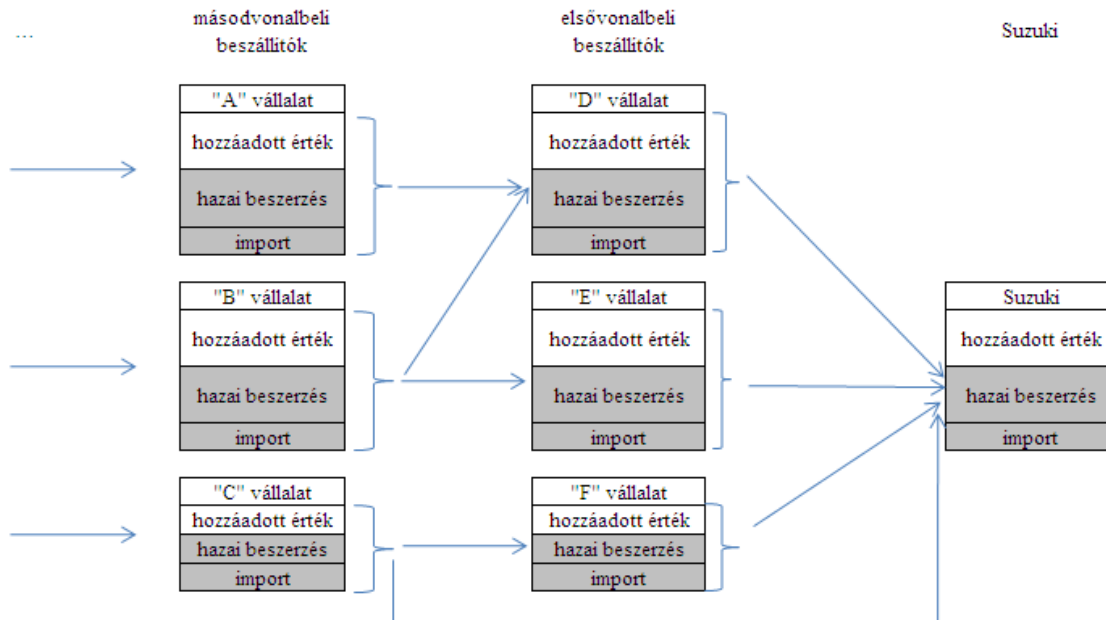 ...
másodvonalbeli
beszállítók
elsővonalbeli
beszállítók
Suzuki
"A" vállalat
hozzáadott érték
hazai beszerzés
import
"D" vállalat
hozzáadott érték
hazai beszerzés
import
"B" vállalat
hozzáadott érték
hazai beszerzés
import
"E" vállalat
hozzáadott érték
hazai beszerzés
import
Suzuki
hozzáadott érték
hazai beszerzés
import
"C" vállalat
hozzáadott érték
hazai beszerzés
import
"F" vállalat
hozzáadott érték
hazai beszerzés
import